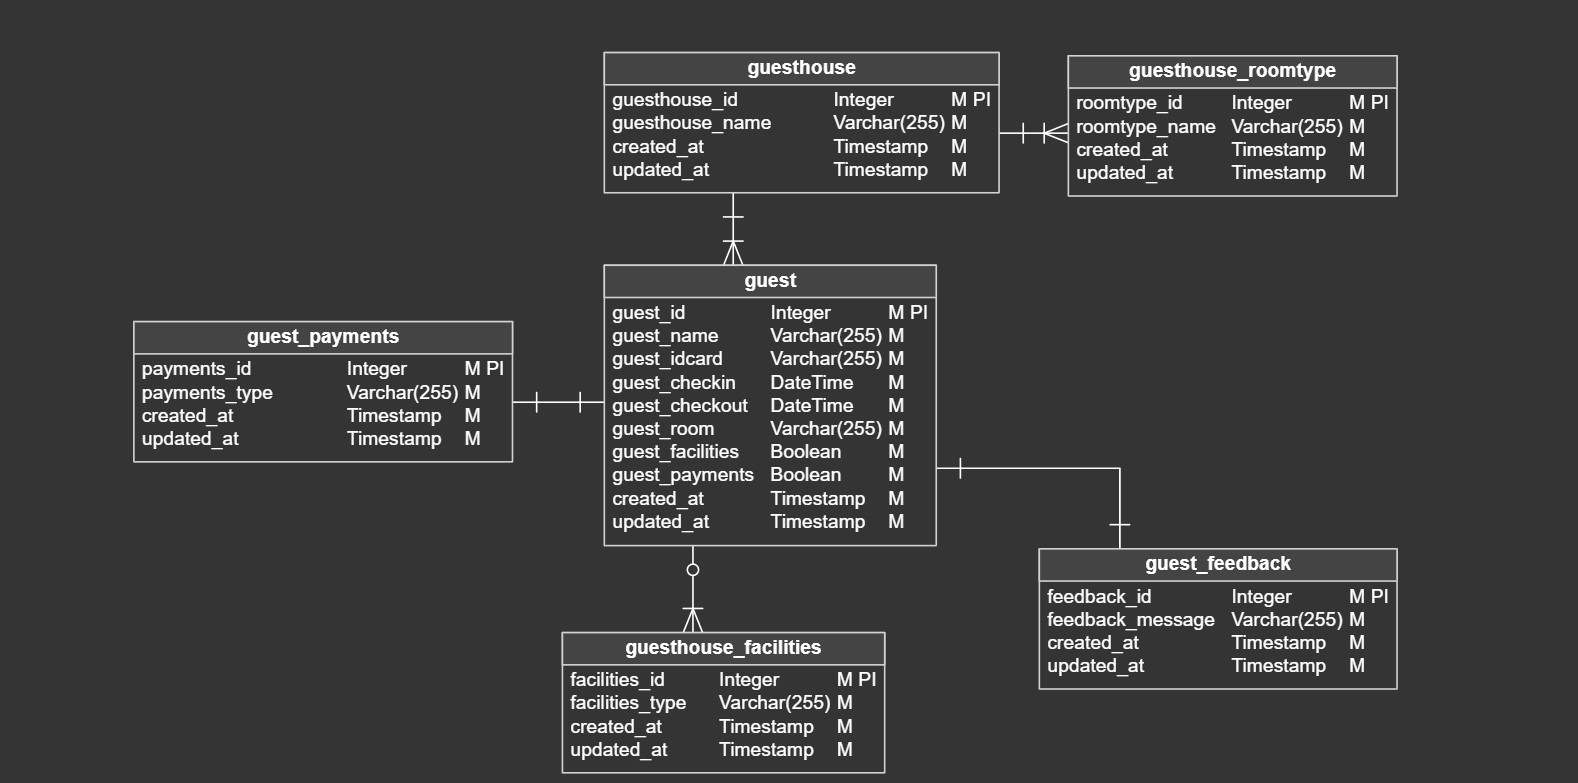 guesthouse
guesthouse_id Integer M PI
guesthouse_name Varchar(255) M
created_at Timestamp M
updated_at Timestamp M
guesthouse_roomtype
roomtype_id Integer M PI
roomtype_name Varchar(255) M
created_at Timestamp M
updated_at Timestamp M
guest
guest_id Integer M PI
guest_name Varchar(255) M
guest_idcard Varchar(255) M
guest_checkin DateTime M
guest_checkout DateTime M
guest_room Varchar(255) M
guest_facilities Boolean M
guest_payments Boolean M
created_at Timestamp M
updated_at Timestamp M
guest_payments
payments_id Integer M PI
payments_type Varchar(255) M
created_at Timestamp M
updated_at Timestamp M
guest_feedback
feedback_id Integer M PI
feedback_message Varchar(255) M
created_at Timestamp M
updated_at Timestamp M
guesthouse_facilities
facilities_id Integer M PI
facilities_type Varchar(255) M
created_at Timestamp M
updated_at Timestamp M